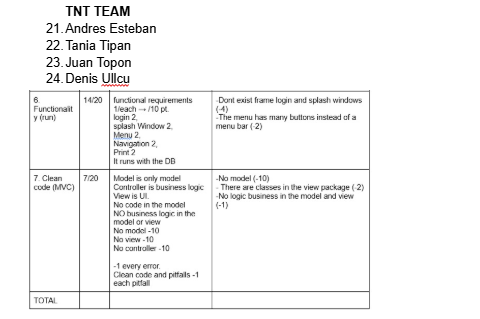 TNT TEAM
21. Andres Esteban
22. Tania Tipan
23. Juan Topon
24. Denis Ullcu
6.
Functionalit
y (run)
14/20
functional requirements
1/each → /10 pt.
login 2,
splash Window 2,
Menu 2,
Navigation 2,
Print 2
It runs with the DB
-Dont exist frame login and splash windows
(-4)
-The menu has many buttons instead of a
menu bar (-2)
7. Clean
code (MVC)
7/20
Model is only model
Controller is business logic
View is UI.
No code in the model
NO business logic in the
model or view
No model -10
No view -10
No controller -10
-1 every error.
Clean code and pitfalls -1
each pitfall
-No model (-10)
- There are classes in the view package (-2)
-No logic business in the model and view
(-1)
TOTAL